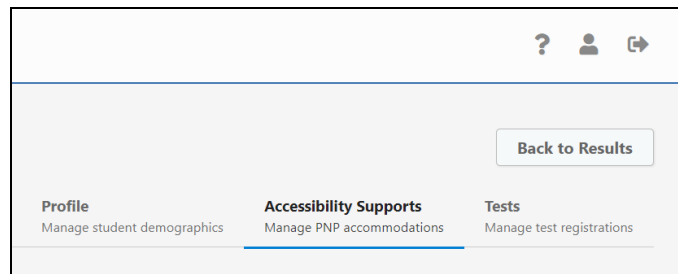 Back to Results
Profile
Manage student demographics
Accessibility Supports
Manage PNP accommodations
Tests
Manage test registrations